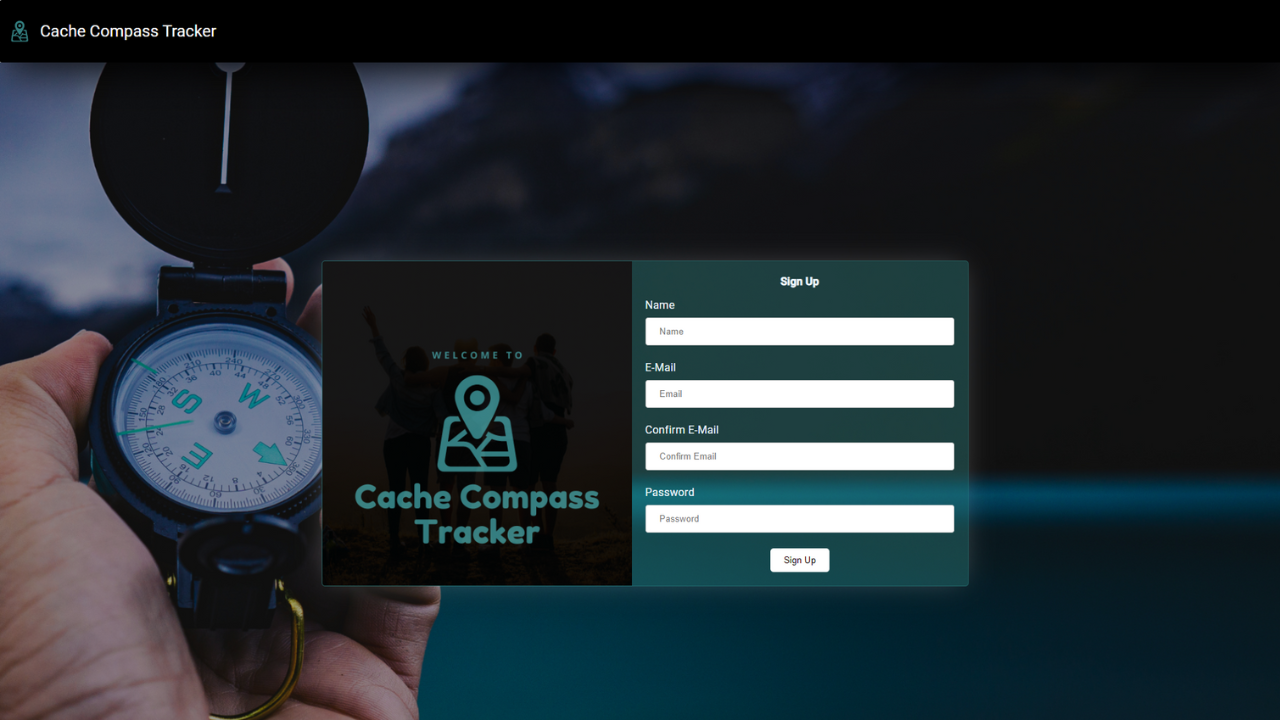 Cache Compass Tracker
WELCOME TO
Cache Compass
Tracker
Sign Up
Name
Name
E-Mail
Email
Confirm E-Mail
Confirm Email
Password
Password
Sign Up
S
W
E